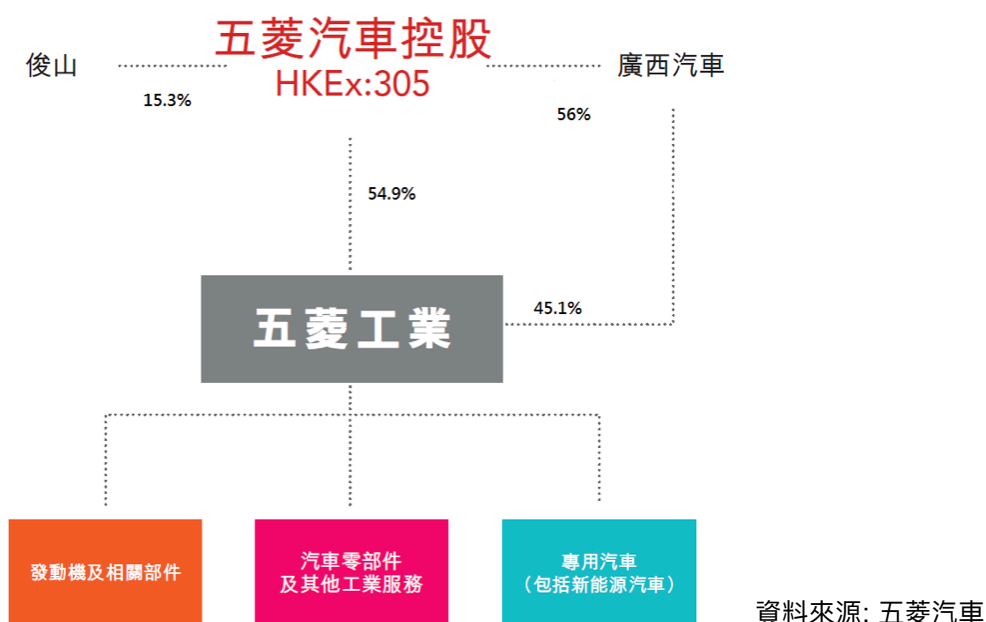 五菱汽車控股
HKEx:305
俊山
廣西汽車
15.3%
56%
54.9%
五菱工業
45.1%
發動機及相關部件
汽車零部件
及其他工業服務
專用汽車
(包括新能源汽車)
資料來源: 五菱汽車